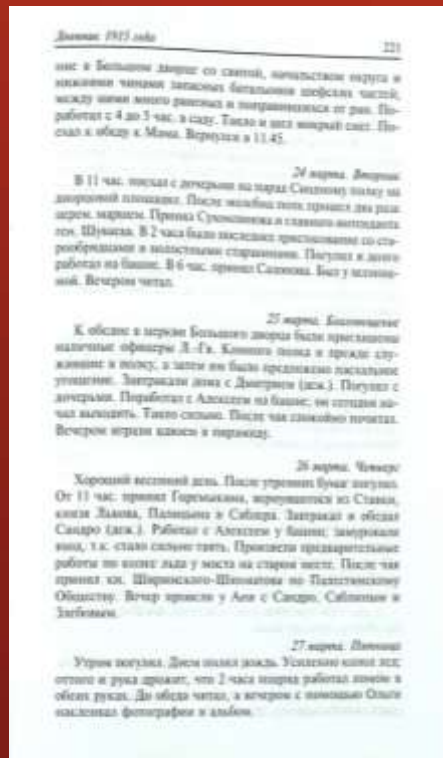 Дневник 1915 года
221
ние в Большом дворце со свитой, начальством округа и
нижними чинами запасных батальонов шефских частей,
между ними много раненых и поправившихся от ран. По-
работал с 4 до 5 час. в саду. Таяло и шел мокрый снег. По-
ехал к обеду к Мама. Вернулся в 11.45.
24 марта. Вторник
В 11 час. поехал с дочерьми на парад Сводному полку на
дворцовой площадке. После молебна полк прошел два раза
церем. маршем. Принял Сухомлинова и главного интенданта
ген. Шуваева. В 2 часа было последнее христосование со ста-
рообрядцами и волостными старшинами. Погулял и долго
работал на башне. В 6 час. принял Сазонова. Был у всенощ-
ной. Вечером читал.
25 марта. Благовещение
К обедне в церкви Большого дворца были приглашены
наличные офицеры Л.-Гв. Конного полка и прежде слу-
жившие в полку, а затем им было предложено пасхальное
угощение. Завтракали дома с Дмитрием (деж.). Погулял с
дочерьми. Поработал с Алексеем на башне; он сегодня на-
чал выходить. Таяло сильно. После чая спокойно почитал.
Вечером играли вдвоем в пирамиду.
26 марта. Четверг
Хороший весенний день. После утренних бумаг погулял.
От 11 час. принял Горемыкина, вернувшегося из Ставки,
князя Львова, Палицына и Саблера. Завтракал и обедал
Сандро (деж.). Работал с Алексеем у башни; замуровали
вход, т.к. стало сильно таять. Произвели предварительные
работы по колке льда у моста на старом месте. После чая
принял кн. Ширинского-Шихматова по Палестинскому
Обществу. Вечер провели у Ани с Сандро, Саблиным и
27 марта. Пятница
Утром погулял. Днем полил дождь. Усиленно колол лед;
оттого и рука дрожит, что 2 часа подряд работал ломом в
обеих руках. До обеда читал, а вечером с помощью Ольги
наклеивал фотографии в альбом.